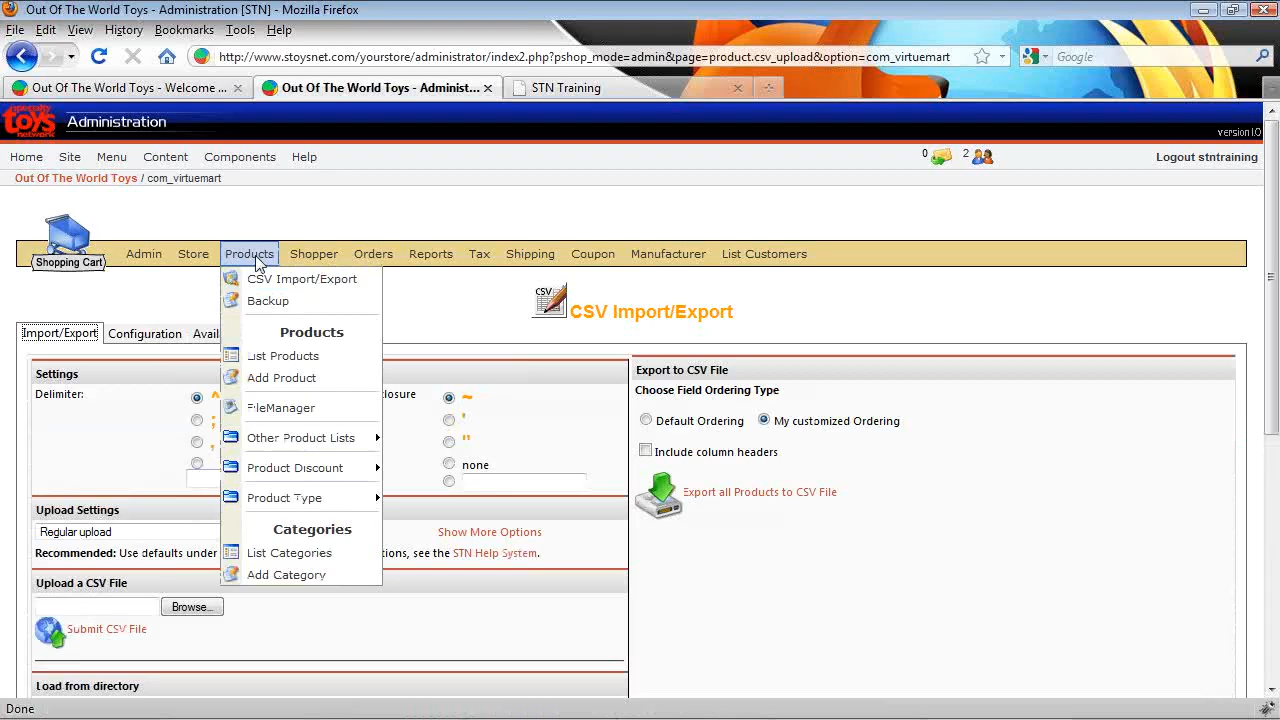 Out Of The World Toys - Administration [STN] - Mozilla Firefox
File Edit View History Bookmarks Tools Help
http://www.stoysnet.com/yourstore/administrator/index2.php?pshop_mode=admin&page=product.csv_upload&option=com_virtuemart Google
Out Of The World Toys - Welcome ... Out Of The World Toys - Administ... STN Training
specialty toys network Administration
version1.0
Home Site Menu Content Components Help 0 2 Logout stntraining
Out Of The World Toys / com_virtuemart
Shopping Cart Admin Store Products Shopper Orders Reports Tax Shipping Coupon Manufacturer List Customers
CSV Import/Export
Backup
Products
List Products
Add Product
FileManager
Other Product Lists
Product Discount
Product Type
Categories
List Categories
Add Category
CSV CSV Import/Export
Import/Export Configuration Avail
Settings
Delimiter: ^ closure ~
; '
, "
none
Upload Settings
Regular upload Show More Options
Recommended: Use defaults under tions, see the STN Help System.
Upload a CSV File
Browse...
Submit CSV File
Load from directory
Export to CSV File
Choose Field Ordering Type
Default Ordering My customized Ordering
Include column headers
Export all Products to CSV File
Done